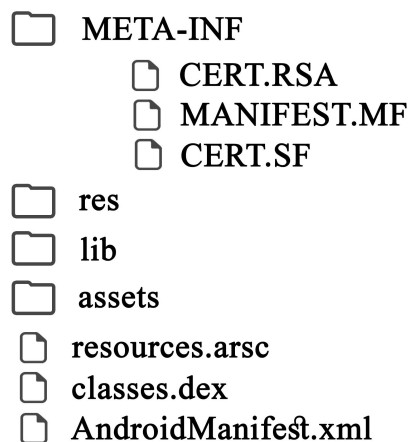 META-INF
CERT.RSA
MANIFEST.MF
CERT.SF
res
lib
assets
resources.arsc
classes.dex
AndroidManifest.xml